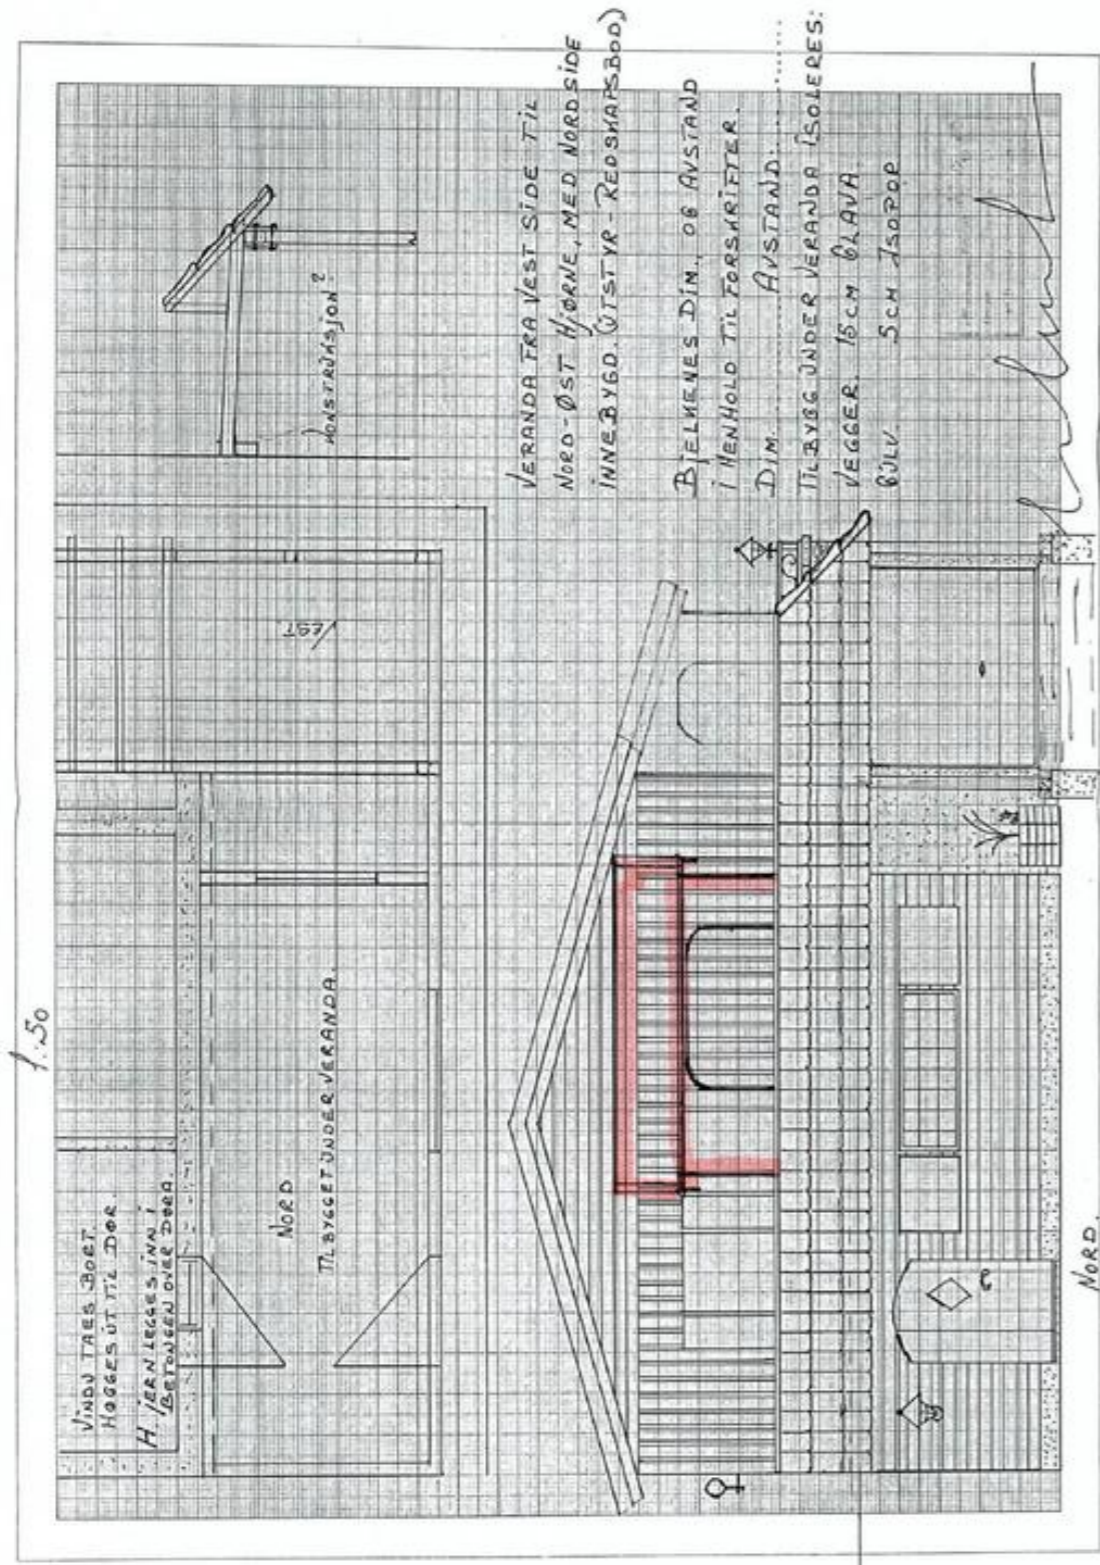 1:50
VINDU TAES BORT
HØGGES UT TIL DØR.
H JERN LEGGES INN I
BETONGEN OVER DØRA
NORD
TILBYGGET UNDER VERANDA
VEST
KONSTRUKSJON?
VERANDA FRA VEST SIDE TIL
NORD-ØST HJØRNE, MED NORDSIDE
INNEBYGD. (UTSTYR-REDSKAPSBOD)
BJELKENES DIM., OG AVSTAND
I HENHOLD TIL FORSKRIFTER.
DIM........ AVSTAND:............
TILBYGG UNDER VERANDA ISOLERES:
VEGGER. 15CM GLAVA
GULV. 5CM ISOPOR
NORD.